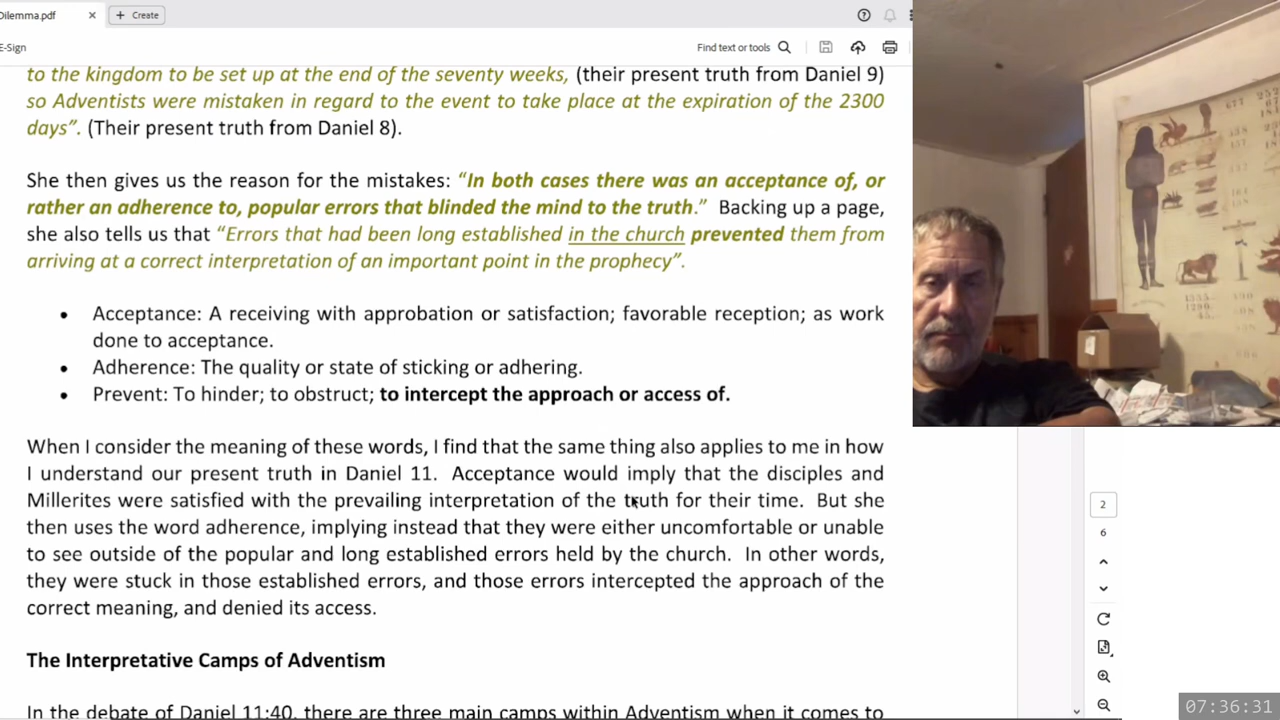 Dilemma.pdf
Create
E-Sign
Find text or tools
to the kingdom to be set up at the end of the seventy weeks, (their present truth from Daniel 9)
so Adventists were mistaken in regard to the event to take place at the expiration of the 2300
days”. (Their present truth from Daniel 8).
She then gives us the reason for the mistakes: “In both cases there was an acceptance of, or
rather an adherence to, popular errors that blinded the mind to the truth.” Backing up a page,
she also tells us that “Errors that had been long established in the church prevented them from
arriving at a correct interpretation of an important point in the prophecy”.
• Acceptance: A receiving with approbation or satisfaction; favorable reception; as work
done to acceptance.
• Adherence: The quality or state of sticking or adhering.
• Prevent: To hinder; to obstruct; to intercept the approach or access of.
When I consider the meaning of these words, I find that the same thing also applies to me in how
I understand our present truth in Daniel 11. Acceptance would imply that the disciples and
Millerites were satisfied with the prevailing interpretation of the truth for their time. But she
then uses the word adherence, implying instead that they were either uncomfortable or unable
to see outside of the popular and long established errors held by the church. In other words,
they were stuck in those established errors, and those errors intercepted the approach of the
correct meaning, and denied its access.
The Interpretative Camps of Adventism
In the debate of Daniel 11:40, there are three main camps within Adventism when it comes to
2
6
07:36:31